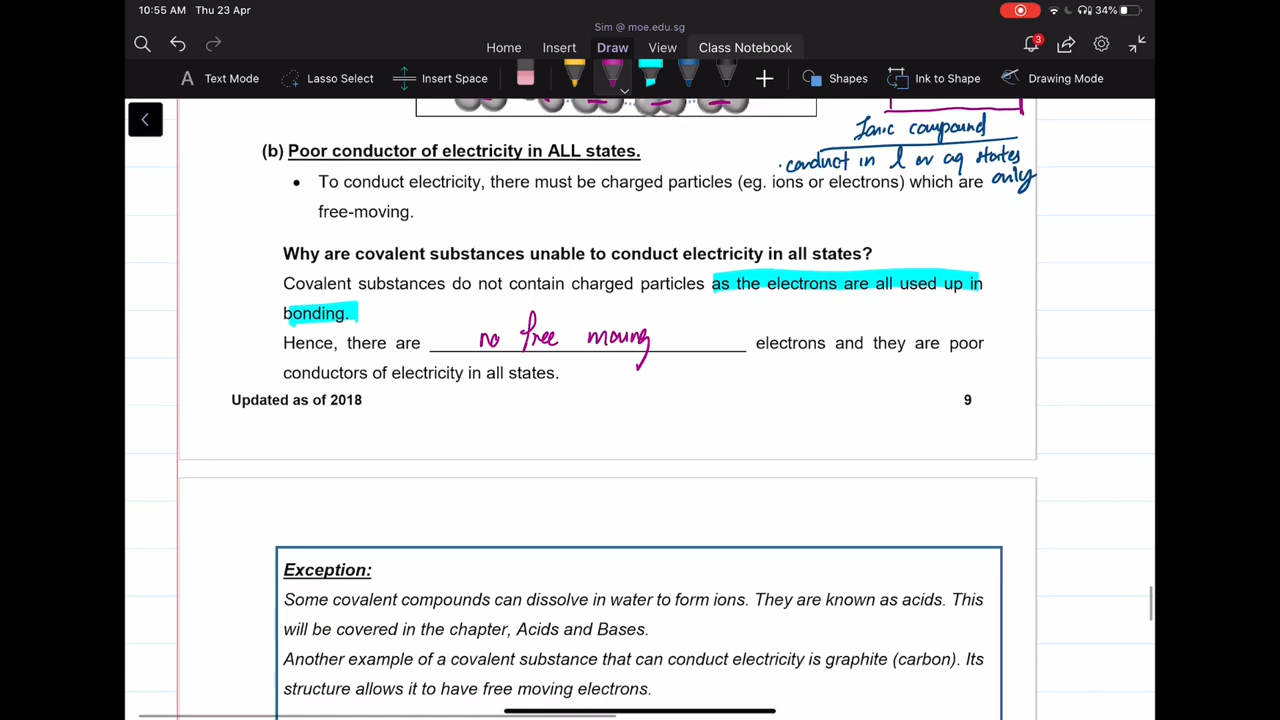 10:55 AM Thu 23 Apr
34%
Sim @ moe.edu.sg
Home Insert Draw View Class Notebook
3
Text Mode Lasso Select Insert Space Shapes Ink to Shape Drawing Mode
Ionic compound
(b) Poor conductor of electricity in ALL states.
· conduct in l or aq states only
• To conduct electricity, there must be charged particles (eg. ions or electrons) which are
free-moving.
Why are covalent substances unable to conduct electricity in all states?
Covalent substances do not contain charged particles as the electrons are all used up in
bonding.
Hence, there are no free moving electrons and they are poor
conductors of electricity in all states.
Updated as of 2018 9
Exception:
Some covalent compounds can dissolve in water to form ions. They are known as acids. This
will be covered in the chapter, Acids and Bases.
Another example of a covalent substance that can conduct electricity is graphite (carbon). Its
structure allows it to have free moving electrons.